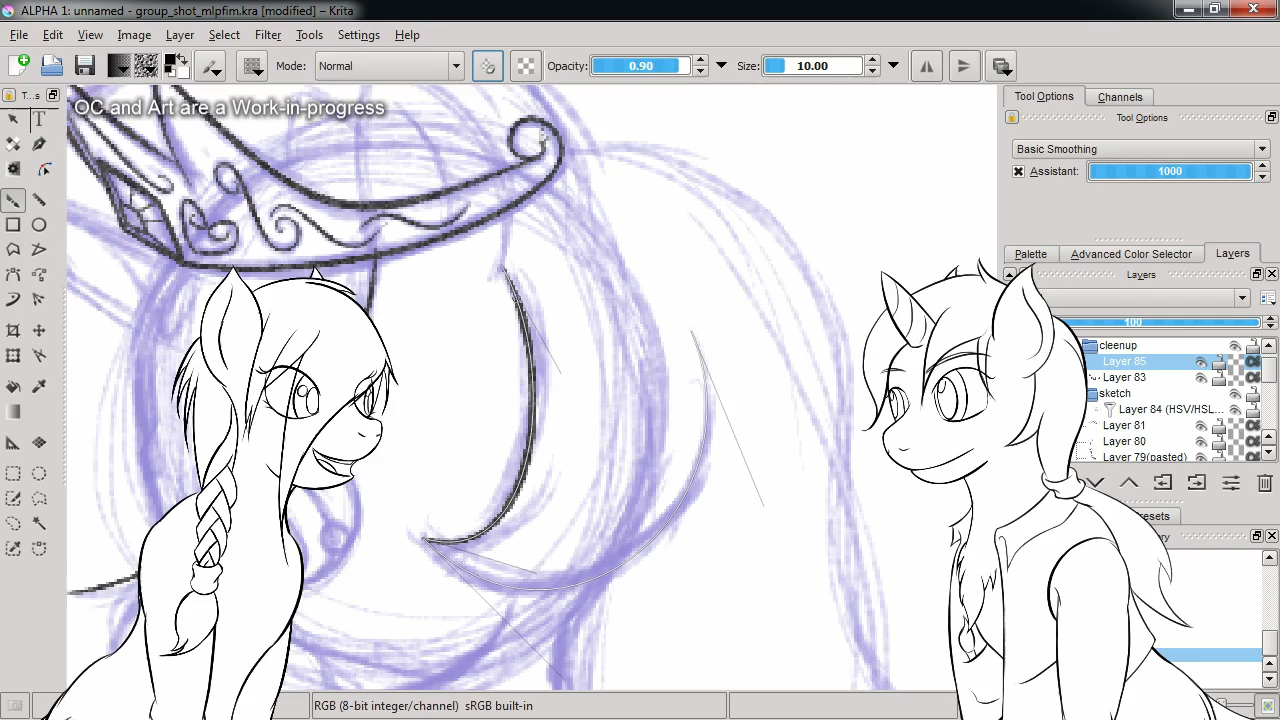 ALPHA 1: unnamed - group_shot_mlpfim.kra [modified] – Krita
File Edit View Image Layer Select Filter Tools Settings Help
Mode: Normal Opacity: 0.90 Size: 10.00
T...s
OC and Art are a Work-in-progress
Tool Options Channels
Tool Options
Basic Smoothing
Assistant: 1000
Palette Advanced Color Selector Layers
Layers
100
cleenup
Layer 85
Layer 83
sketch
Layer 84 (HSV/HSL...
Layer 81
Layer 80
Layer 79(pasted)
RGB (8-bit integer/channel) sRGB built-in